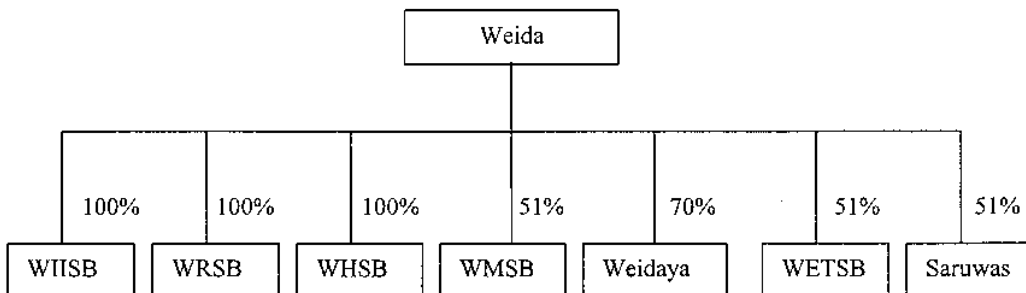 Weida
100% 100% 100% 51% 70% 51% 51%
WIISB WRSB WHSB WMSB Weidaya WETSB Saruwas